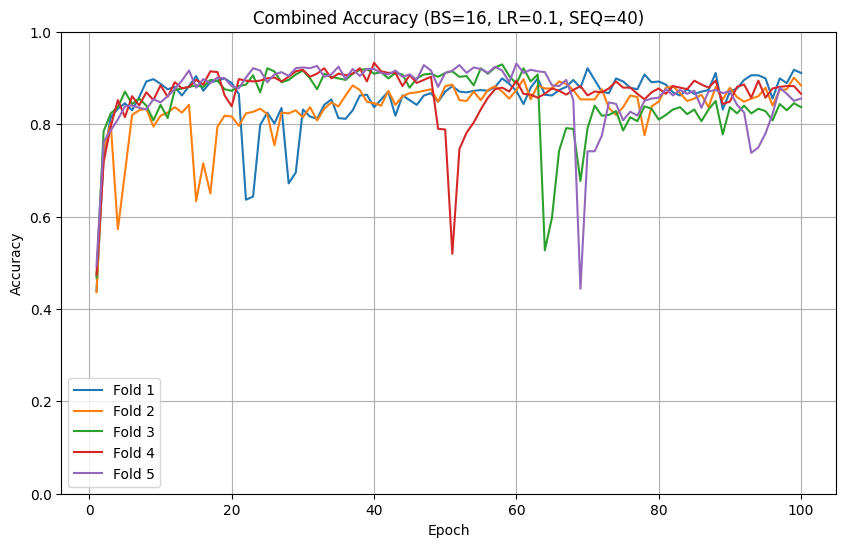 Combined Accuracy (BS=16, LR=0.1, SEQ=40)
1.0
0.8
0.6
0.4
0.2
0.0
Accuracy
Fold 1
Fold 2
Fold 3
Fold 4
Fold 5
0 20 40 60 80 100
Epoch